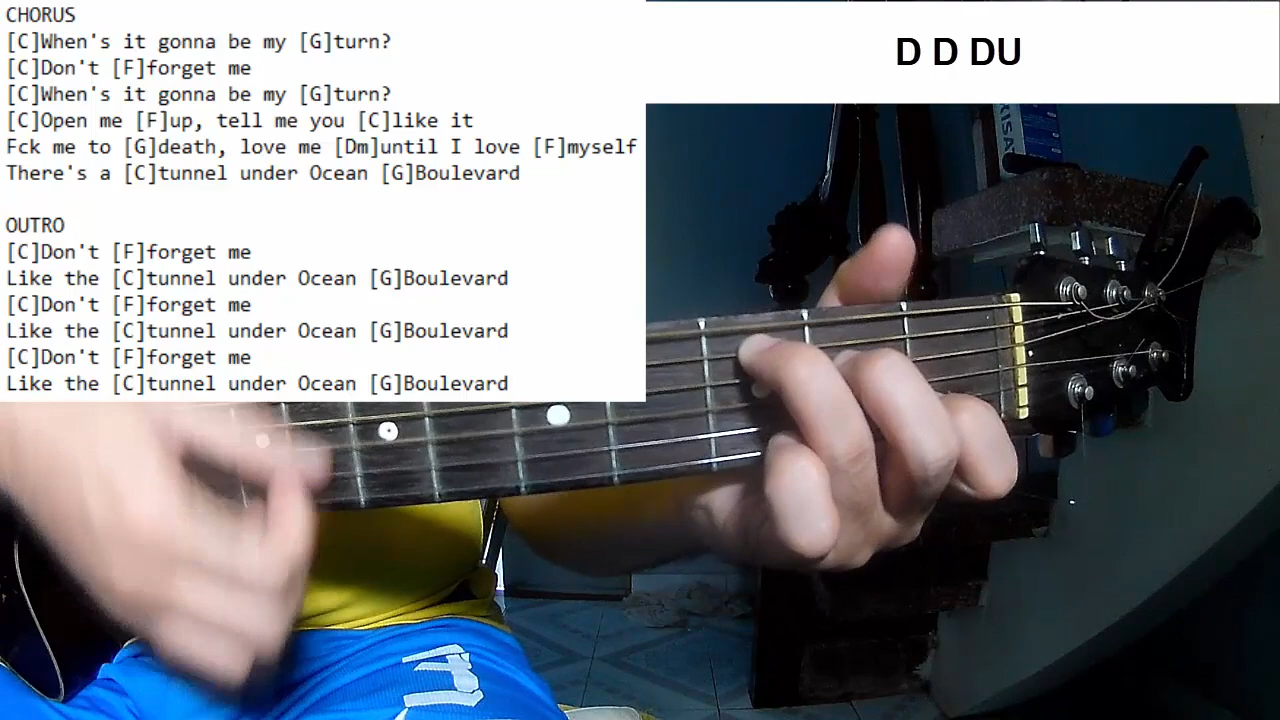 CHORUS
[C]When's it gonna be my [G]turn?
[C]Don't [F]forget me
[C]When's it gonna be my [G]turn?
[C]Open me [F]up, tell me you [C]like it
Fck me to [G]death, love me [Dm]until I love [F]myself
There's a [C]tunnel under Ocean [G]Boulevard
OUTRO
[C]Don't [F]forget me
Like the [C]tunnel under Ocean [G]Boulevard
[C]Don't [F]forget me
Like the [C]tunnel under Ocean [G]Boulevard
[C]Don't [F]forget me
Like the [C]tunnel under Ocean [G]Boulevard
D D DU